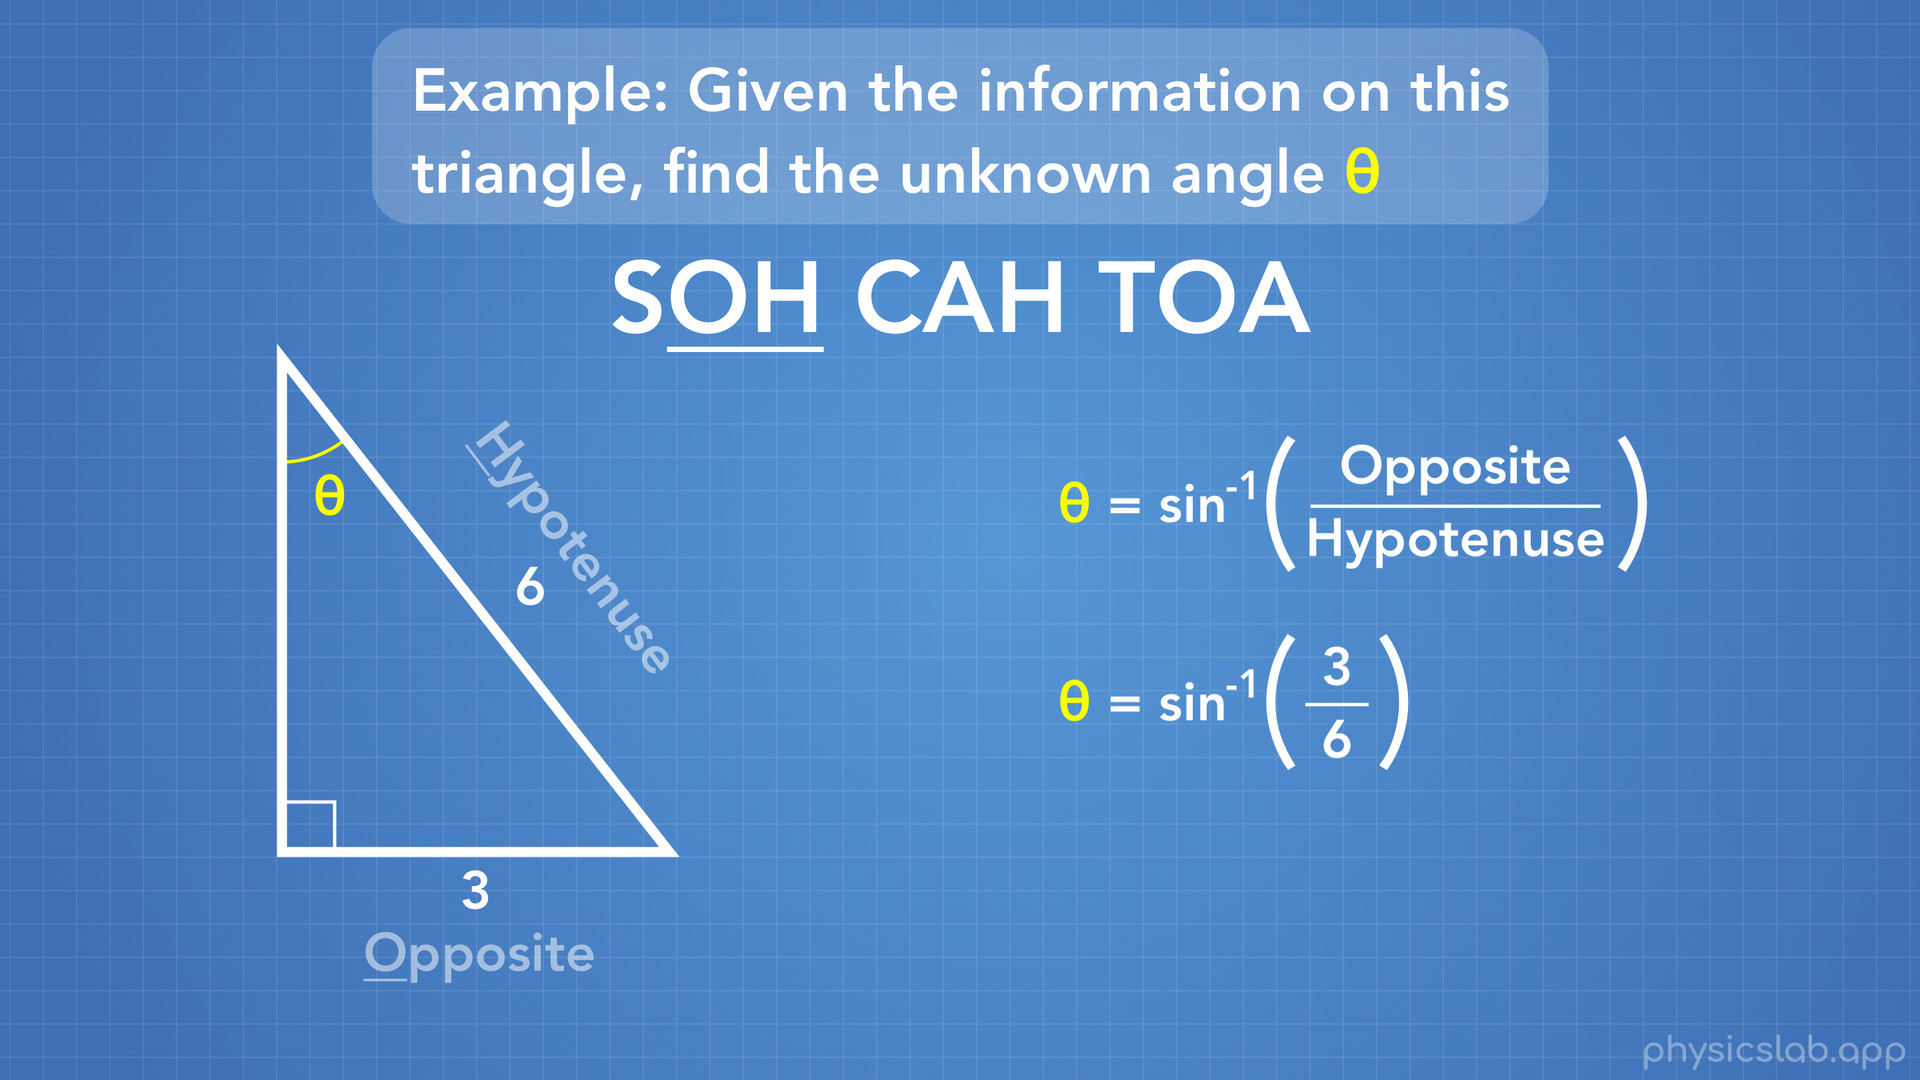 Example: Given the information on this
triangle, find the unknown angle θ
SOH CAH TOA
θ
Hypotenuse
6
3
Opposite
θ = sin⁻¹(Opposite/Hypotenuse)
θ = sin⁻¹(3/6)
physicslab.app